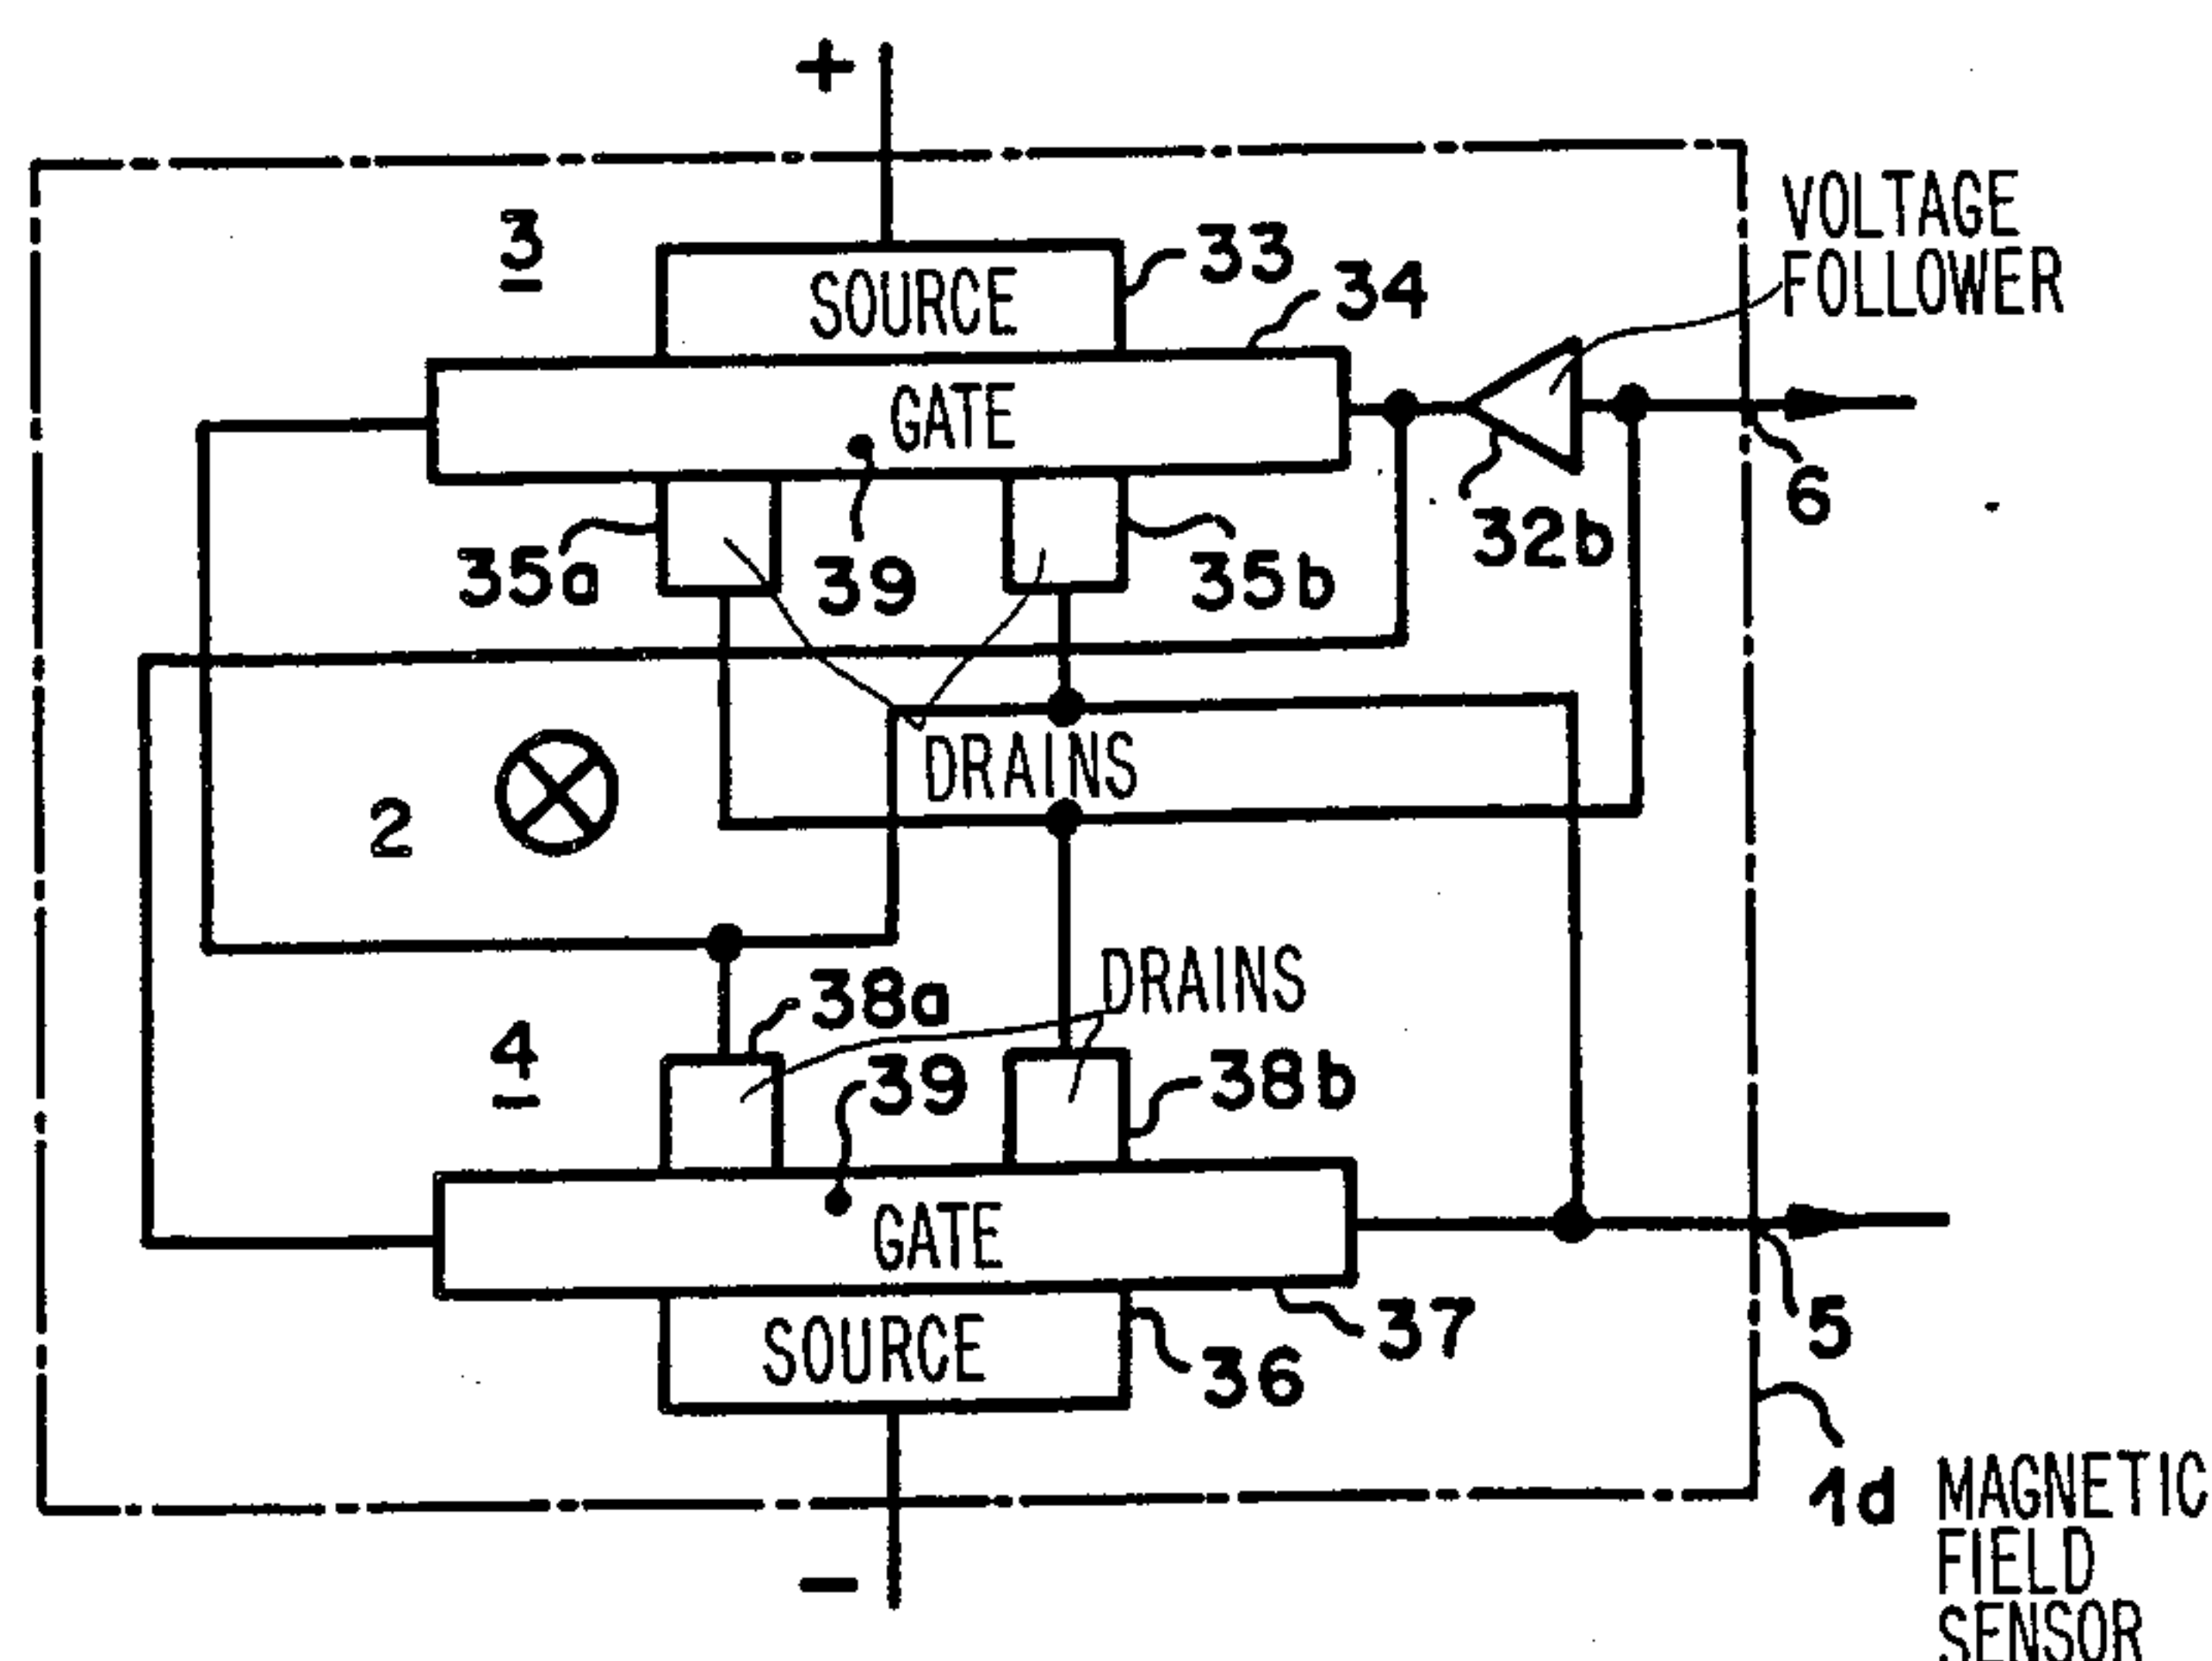 +
3
SOURCE
33
34
VOLTAGE
FOLLOWER
GATE
35a
39
35b
32b
6
2
DRAINS
4
38a
DRAINS
39
38b
GATE
SOURCE
36
37
5
1d
MAGNETIC
FIELD
SENSOR
−